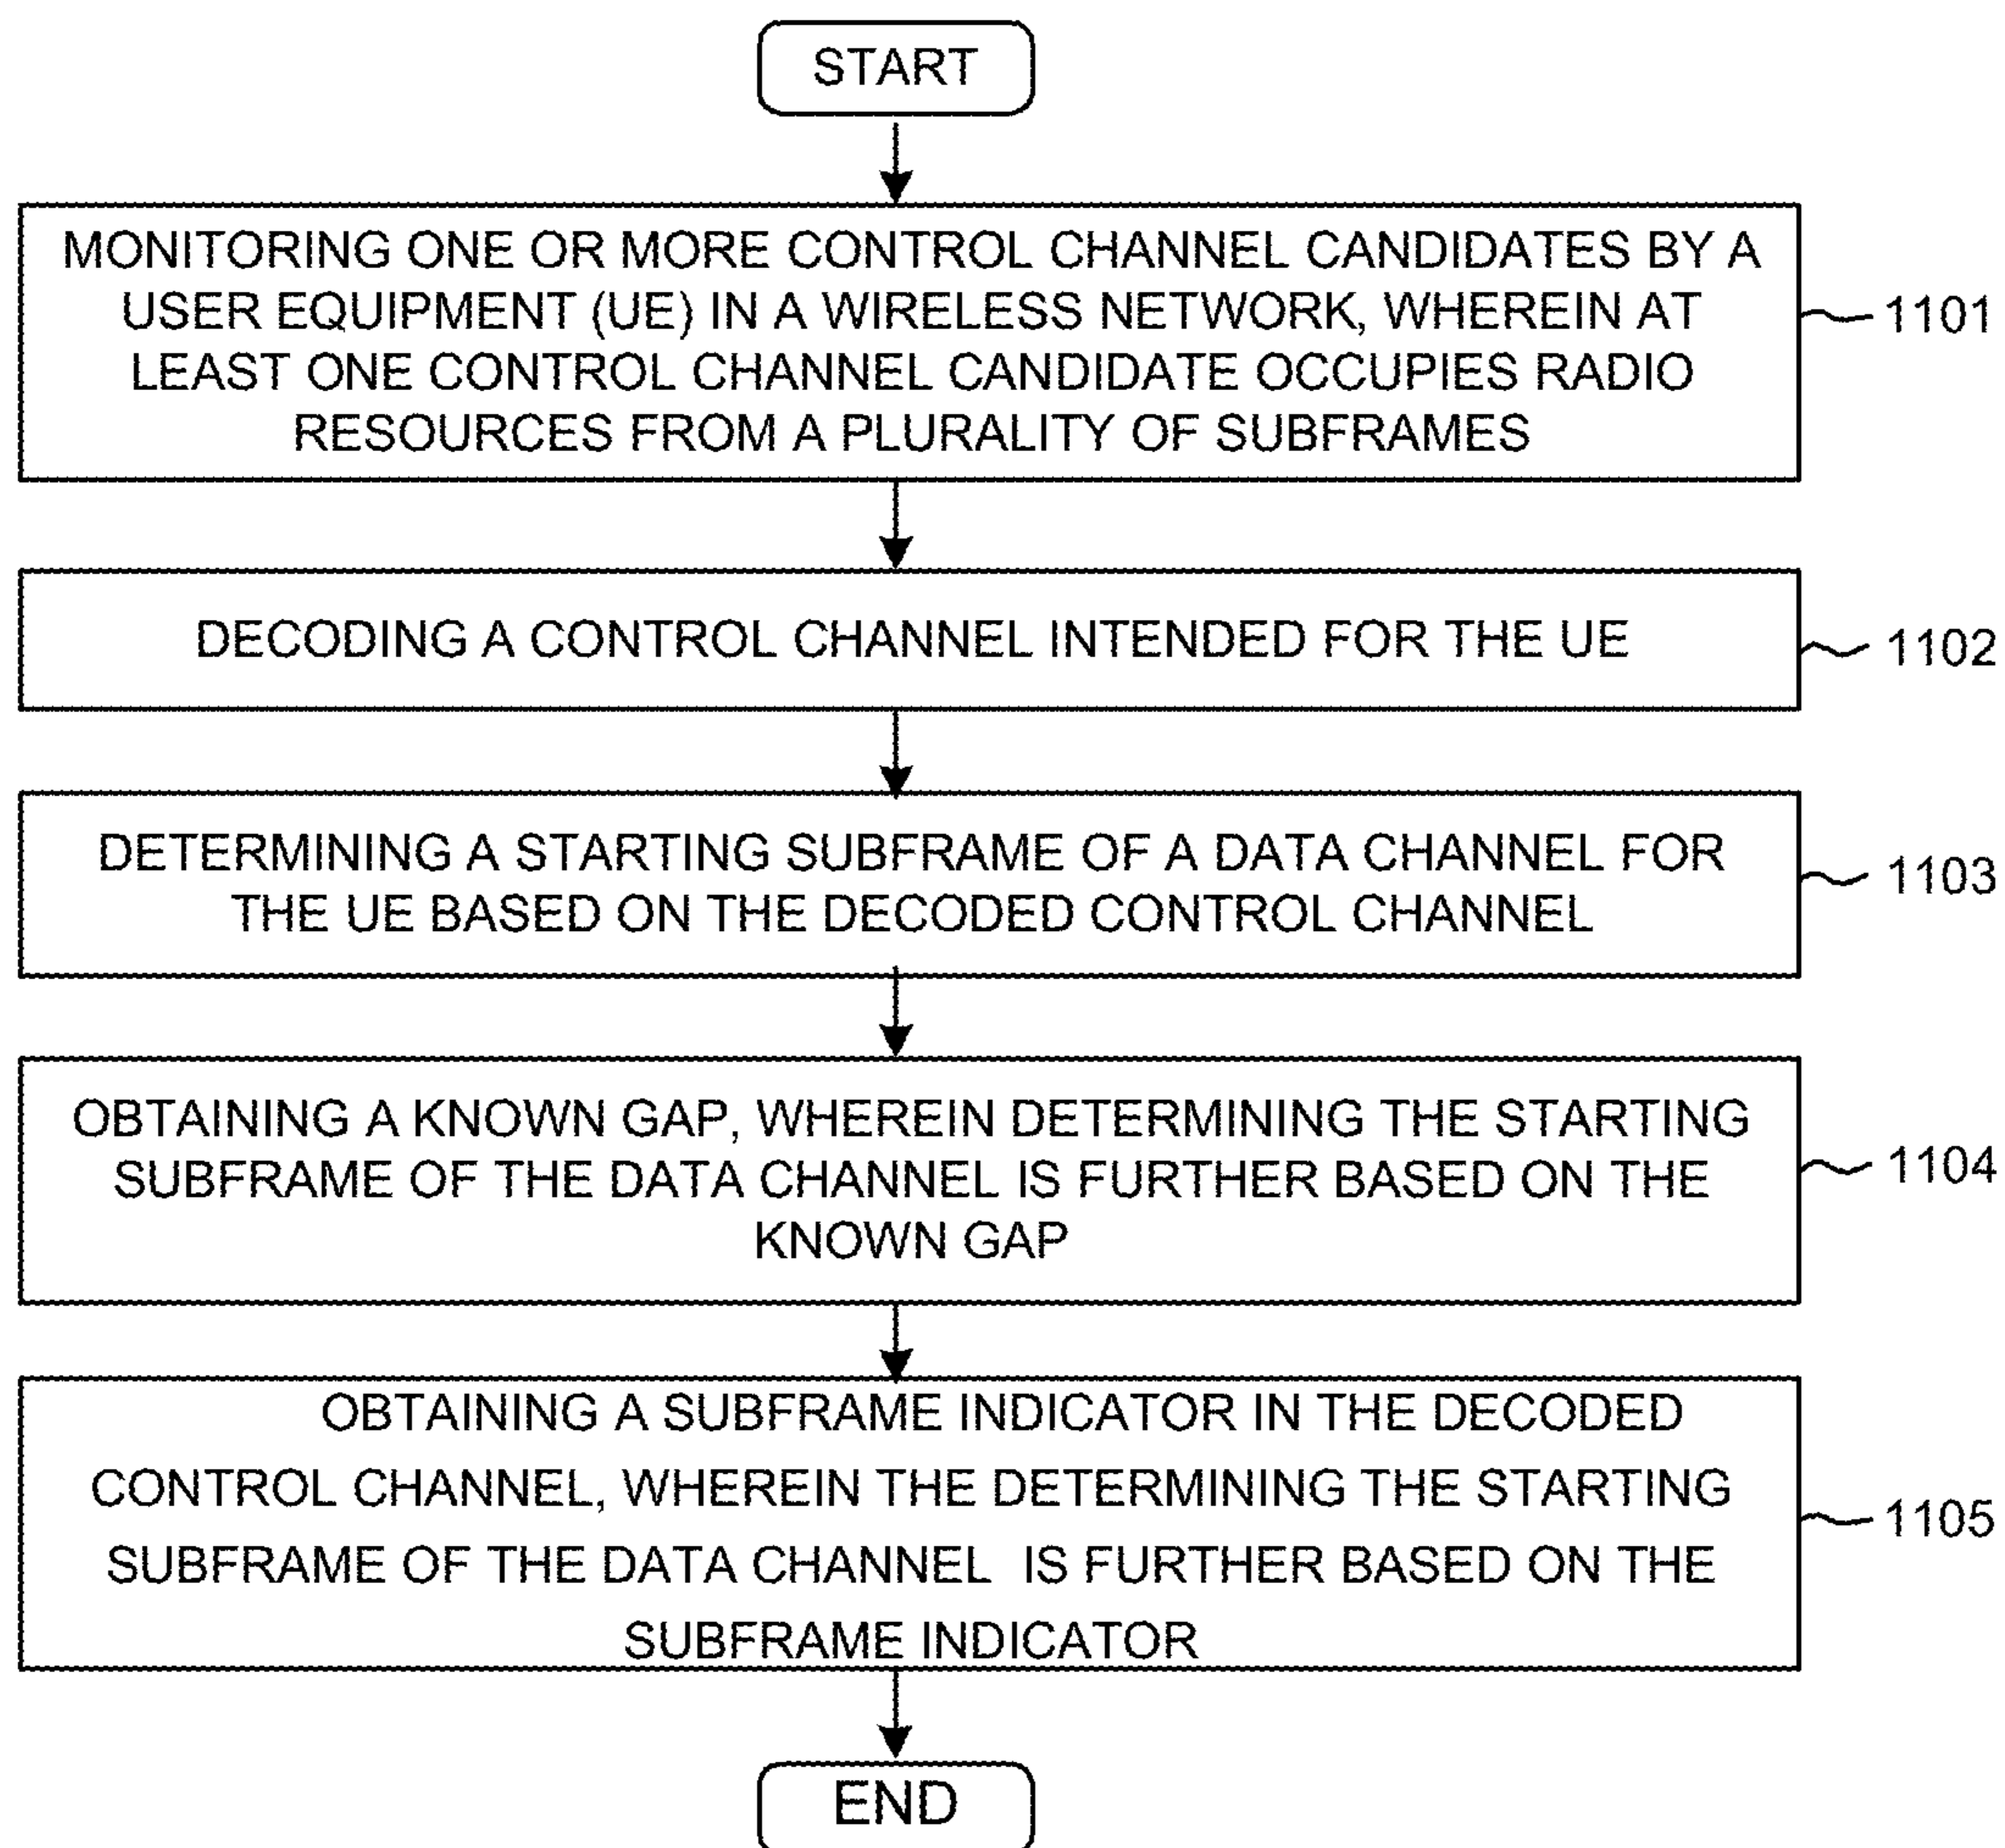 START
MONITORING ONE OR MORE CONTROL CHANNEL CANDIDATES BY A
USER EQUIPMENT (UE) IN A WIRELESS NETWORK, WHEREIN AT
LEAST ONE CONTROL CHANNEL CANDIDATE OCCUPIES RADIO
RESOURCES FROM A PLURALITY OF SUBFRAMES
1101
DECODING A CONTROL CHANNEL INTENDED FOR THE UE
1102
DETERMINING A STARTING SUBFRAME OF A DATA CHANNEL FOR
THE UE BASED ON THE DECODED CONTROL CHANNEL
1103
OBTAINING A KNOWN GAP, WHEREIN DETERMINING THE STARTING
SUBFRAME OF THE DATA CHANNEL IS FURTHER BASED ON THE
KNOWN GAP
1104
OBTAINING A SUBFRAME INDICATOR IN THE DECODED
CONTROL CHANNEL, WHEREIN THE DETERMINING THE STARTING
SUBFRAME OF THE DATA CHANNEL IS FURTHER BASED ON THE
SUBFRAME INDICATOR
1105
END